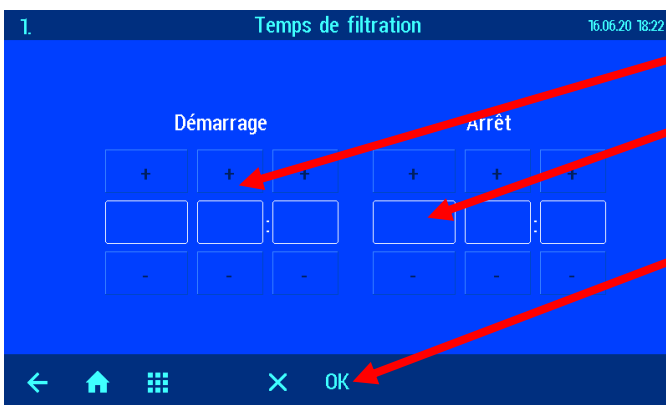 1. Temps de filtration 16.06.20 18:22
Démarrage Arrêt
+ + + + + +
: :
- - - - - -
OK